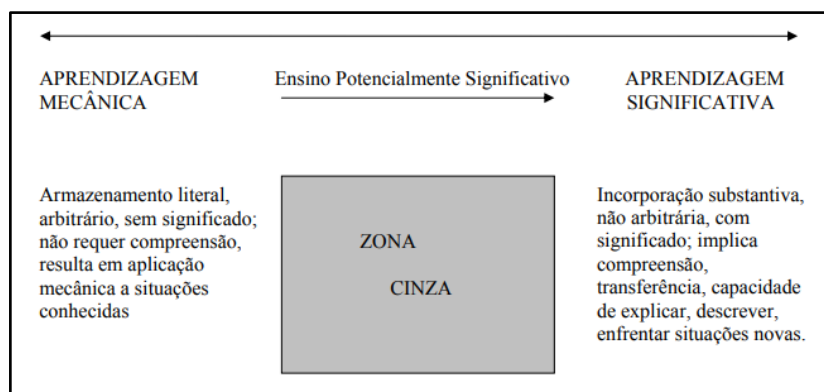 APRENDIZAGEM
MECÂNICA
Ensino Potencialmente Significativo
APRENDIZAGEM
SIGNIFICATIVA
Armazenamento literal,
arbitrário, sem significado;
não requer compreensão,
resulta em aplicação
mecânica a situações
conhecidas
ZONA
CINZA
Incorporação substantiva,
não arbitrária, com
significado; implica
compreensão,
transferência, capacidade
de explicar, descrever,
enfrentar situações novas.